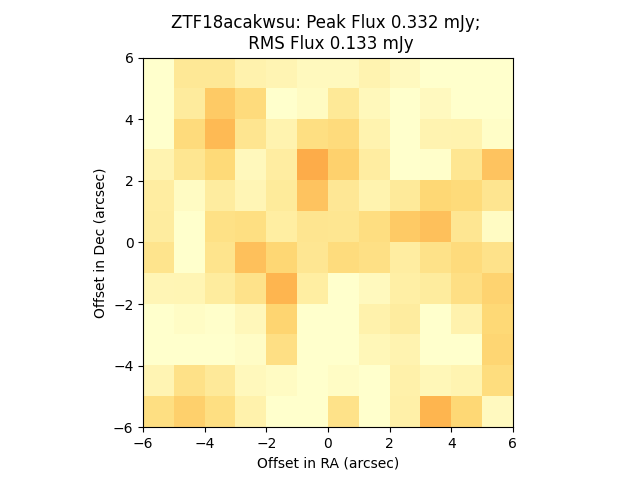 ZTF18acakwsu: Peak Flux 0.332 mJy;
RMS Flux 0.133 mJy
6
4
2
0
−2
−4
−6
Offset in Dec (arcsec)
−6 −4 −2 0 2 4 6
Offset in RA (arcsec)